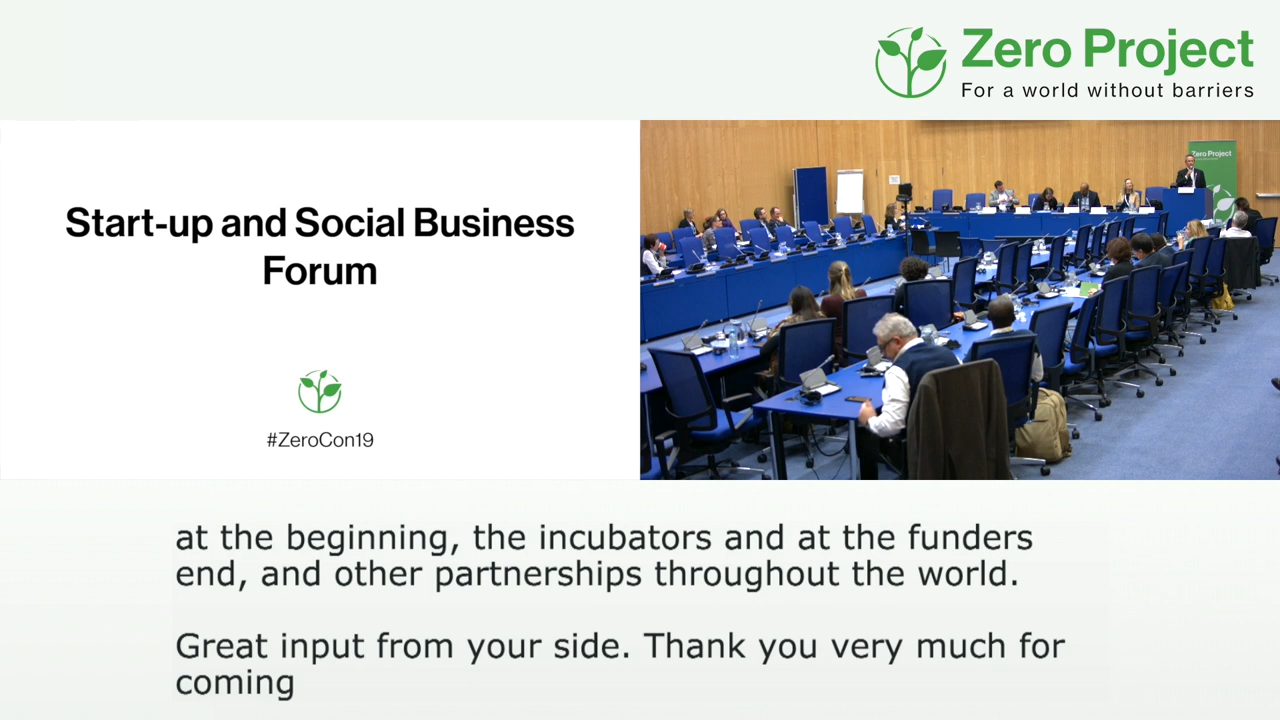 Zero Project
For a world without barriers
Start-up and Social Business
Forum
#ZeroCon19
Zero Project
at the beginning, the incubators and at the funders
end, and other partnerships throughout the world.
Great input from your side. Thank you very much for
coming